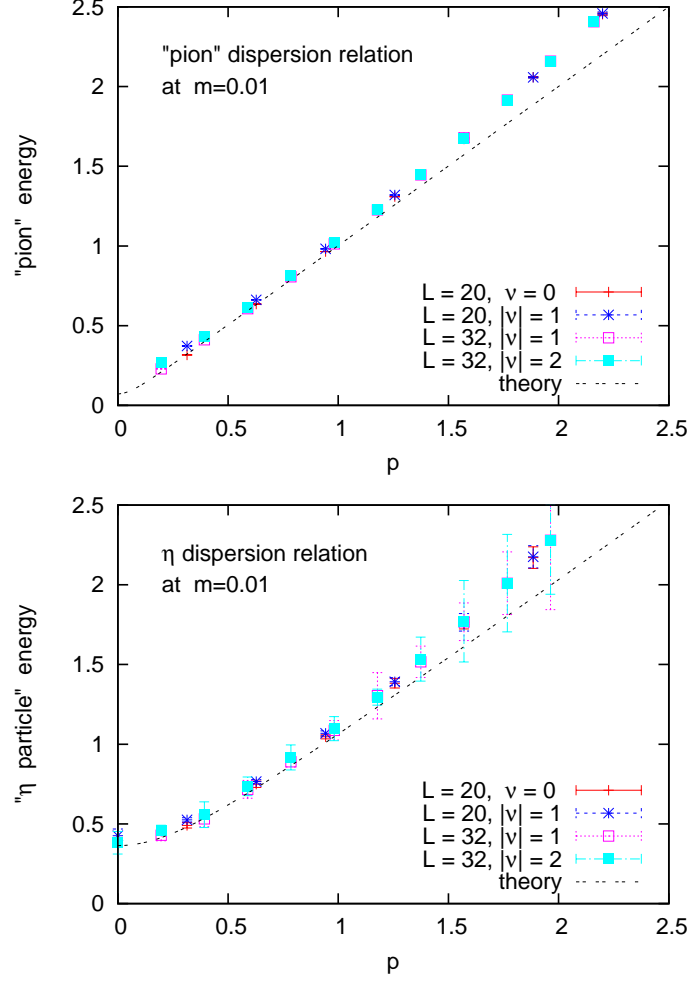 2.5
"pion" dispersion relation
at m=0.01
2
1.5
"pion" energy
1
L = 20, ν = 0
L = 20, |ν| = 1
0.5
L = 32, |ν| = 1
L = 32, |ν| = 2
theory
0
0 0.5 1 1.5 2 2.5
p
2.5
η dispersion relation
at m=0.01
2
1.5
"η particle" energy
1
L = 20, ν = 0
L = 20, |ν| = 1
0.5
L = 32, |ν| = 1
L = 32, |ν| = 2
theory
0
0 0.5 1 1.5 2 2.5
p